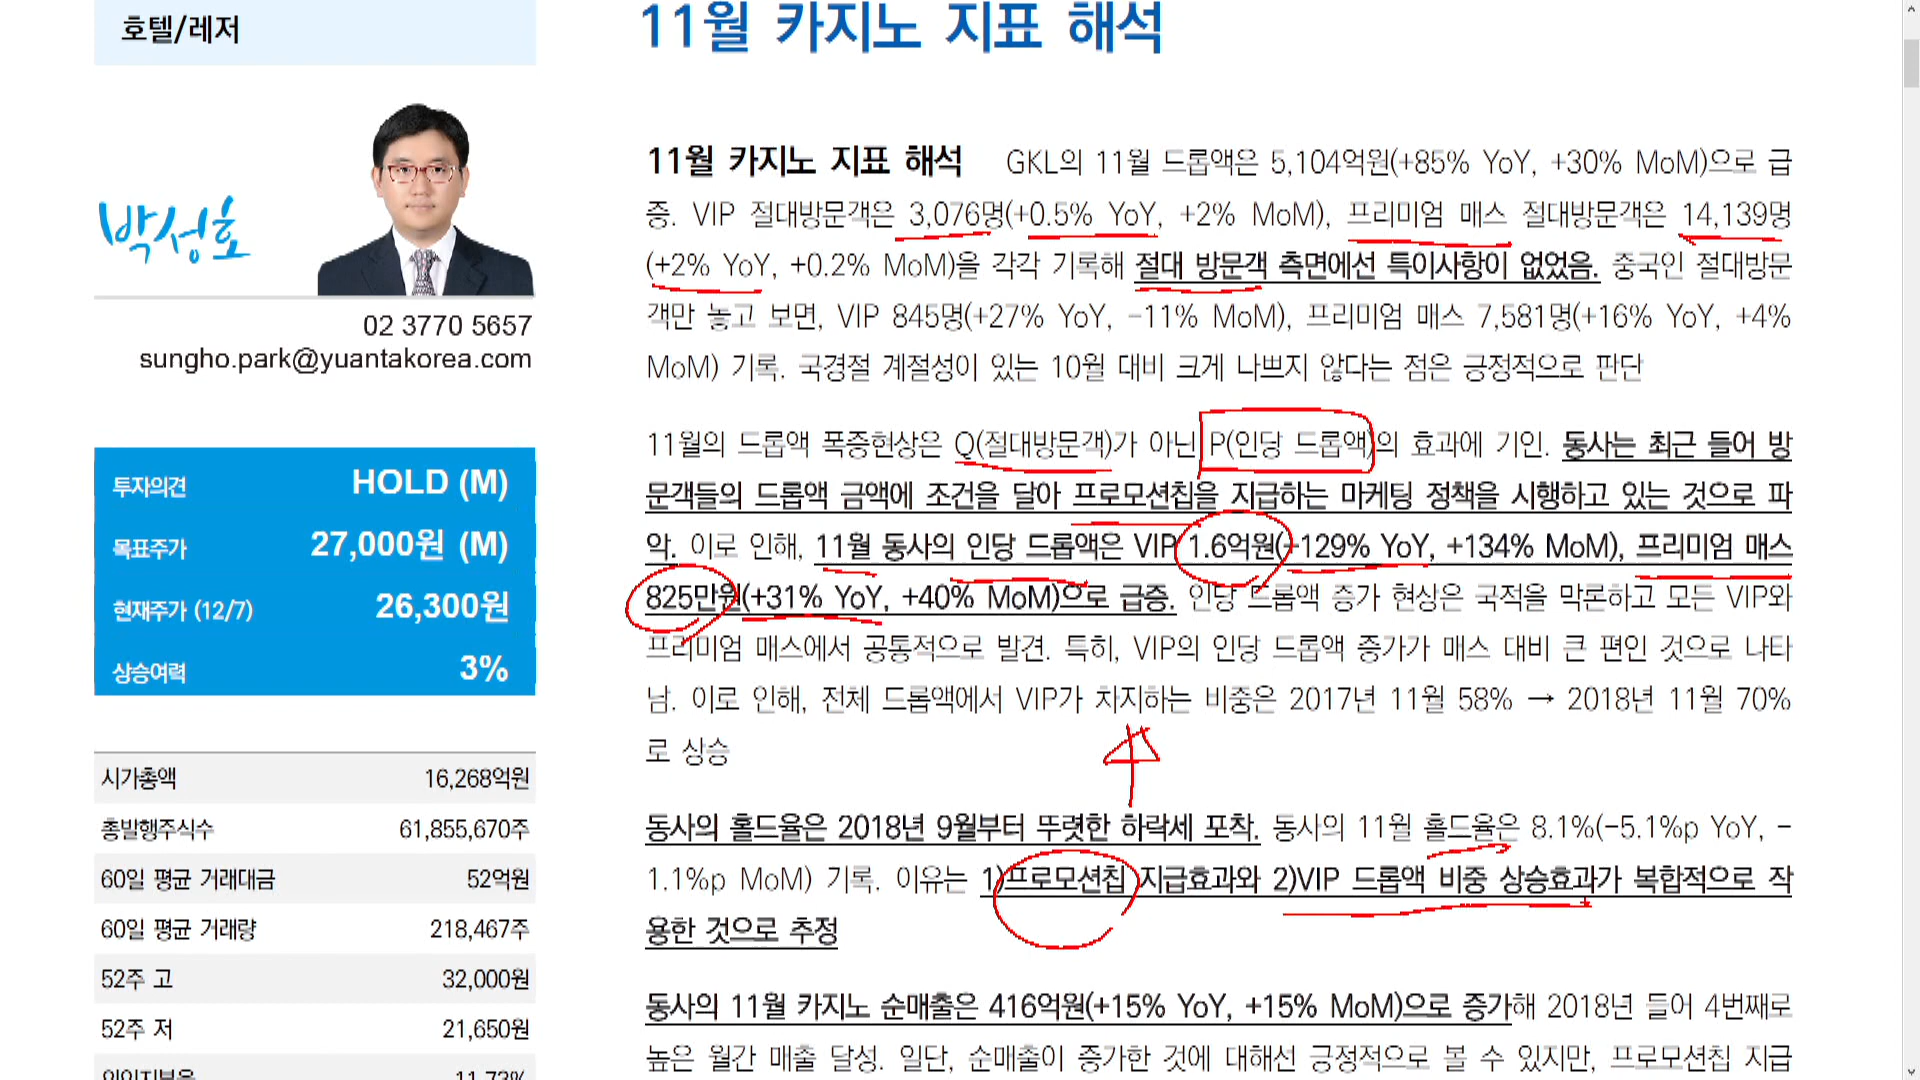 호텔/레저
박성호
02 3770 5657
sungho.park@yuantakorea.com
투자의견 HOLD (M)
목표주가 27,000원 (M)
현재주가 (12/7) 26,300원
상승여력 3%
시가총액 16,268억원
총발행주식수 61,855,670주
60일 평균 거래대금 52억원
60일 평균 거래량 218,467주
52주 고 32,000원
52주 저 21,650원
외인지분율 11.73%
11월 카지노 지표 해석
11월 카지노 지표 해석 GKL의 11월 드롭액은 5,104억원(+85% YoY, +30% MoM)으로 급
증. VIP 절대방문객은 3,076명(+0.5% YoY, +2% MoM), 프리미엄 매스 절대방문객은 14,139명
(+2% YoY, +0.2% MoM)을 각각 기록해 절대 방문객 측면에선 특이사항이 없었음. 중국인 절대방문
객만 놓고 보면, VIP 845명(+27% YoY, -11% MoM), 프리미엄 매스 7,581명(+16% YoY, +4%
MoM) 기록. 국경절 계절성이 있는 10월 대비 크게 나쁘지 않다는 점은 긍정적으로 판단
11월의 드롭액 폭증현상은 Q(절대방문객)가 아닌 P(인당 드롭액)의 효과에 기인. 동사는 최근 들어 방
문객들의 드롭액 금액에 조건을 달아 프로모션칩을 지급하는 마케팅 정책을 시행하고 있는 것으로 파
악. 이로 인해, 11월 동사의 인당 드롭액은 VIP 1.6억원(+129% YoY, +134% MoM), 프리미엄 매스
825만원(+31% YoY, +40% MoM)으로 급증. 인당 드롭액 증가 현상은 국적을 막론하고 모든 VIP와
프리미엄 매스에서 공통적으로 발견. 특히, VIP의 인당 드롭액 증가가 매스 대비 큰 편인 것으로 나타
남. 이로 인해, 전체 드롭액에서 VIP가 차지하는 비중은 2017년 11월 58% → 2018년 11월 70%
로 상승
동사의 홀드율은 2018년 9월부터 뚜렷한 하락세 포착. 동사의 11월 홀드율은 8.1%(-5.1%p YoY, -
1.1%p MoM) 기록. 이유는 1)프로모션칩 지급효과와 2)VIP 드롭액 비중 상승효과가 복합적으로 작
용한 것으로 추정
동사의 11월 카지노 순매출은 416억원(+15% YoY, +15% MoM)으로 증가해 2018년 들어 4번째로
높은 월간 매출 달성. 일단, 순매출이 증가한 것에 대해선 긍정적으로 볼 수 있지만, 프로모션칩 지급